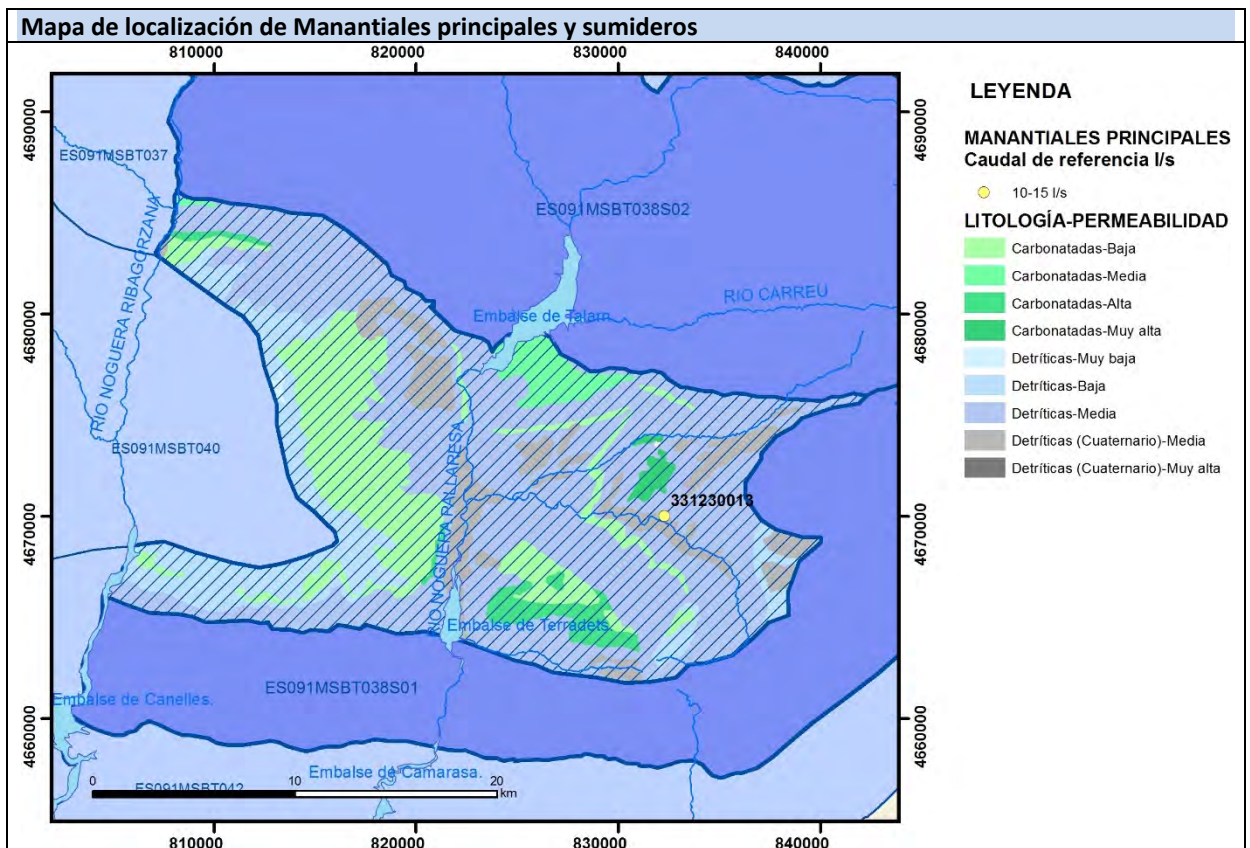 Mapa de localización de Manantiales principales y sumideros
810000 820000 830000 840000
4690000
4680000
4670000
4660000
4690000
4680000
4670000
4660000
ES091MSBT037
RÍO NOGUERA RIBAGORZANA
ES091MSBT038S02
RIO CARREU
Embalse de Talarn.
ES091MSBT040
RÍO NOGUERA PALLARESA.
331230013
Embalse de Terradets.
ES091MSBT038S01
Embalse de Canelles.
Embalse de Camarasa.
ES091MSBT042
0 10 20
km
810000 820000 830000 840000
LEYENDA
MANANTIALES PRINCIPALES
Caudal de referencia l/s
10-15 l/s
LITOLOGÍA-PERMEABILIDAD
Carbonatadas-Baja
Carbonatadas-Media
Carbonatadas-Alta
Carbonatadas-Muy alta
Detríticas-Muy baja
Detríticas-Baja
Detríticas-Media
Detríticas (Cuaternario)-Media
Detríticas (Cuaternario)-Muy alta